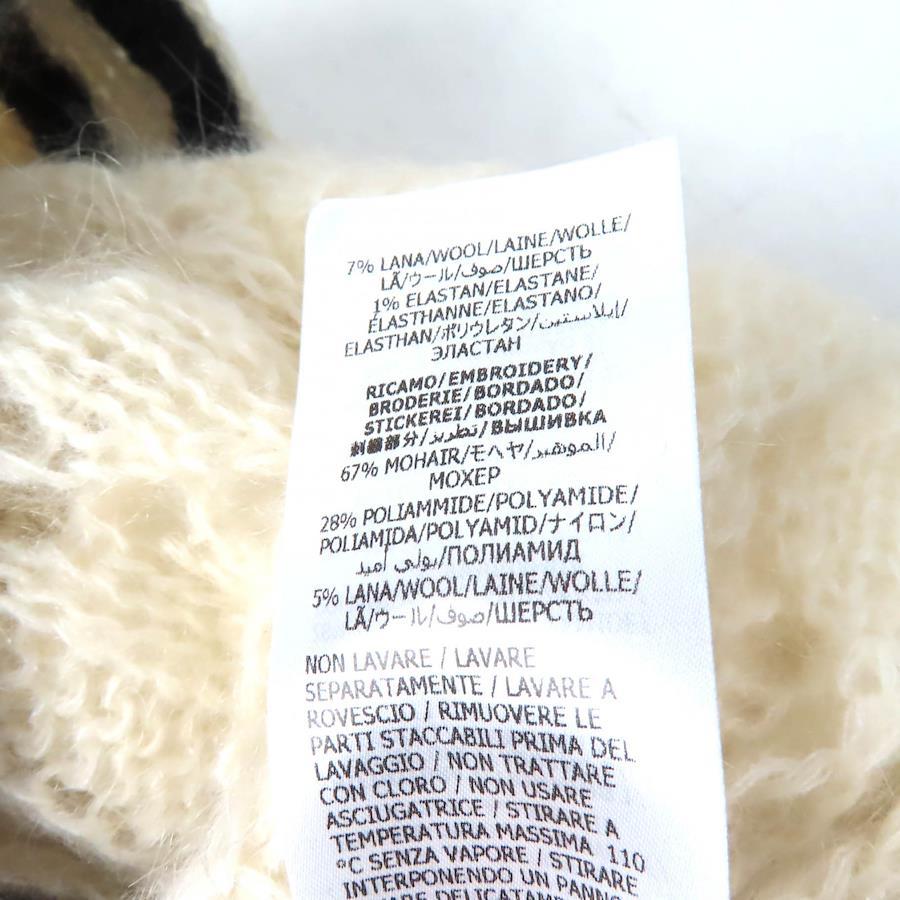 7% LANA/WOOL/LAINE/WOLLE/
LÃ/ウール/صوف/ШЕРСТЬ
1% ELASTAN/ELASTANE/
ÉLASTHANNE/ELASTANO/
ELASTHAN/ポリウレタン/إيلاستين/
ЭЛАСТАН
RICAMO/EMBROIDERY/
BRODERIE/BORDADO/
STICKEREI/BORDADO/
刺繍部分/تطريز/ВЫШИВКА
67% MOHAIR/モヘヤ/الموهير/
МОХЕР
28% POLIAMMIDE/POLYAMIDE/
POLIAMIDA/POLYAMID/ナイロン/
بولي أميد/ПОЛИАМИД
5% LANA/WOOL/LAINE/WOLLE/
LÃ/ウール/صوف/ШЕРСТЬ
NON LAVARE / LAVARE
SEPARATAMENTE / LAVARE A
ROVESCIO / RIMUOVERE LE
PARTI STACCABILI PRIMA DEL
LAVAGGIO / NON TRATTARE
CON CLORO / NON USARE
ASCIUGATRICE / STIRARE A
TEMPERATURA MASSIMA 110
°C SENZA VAPORE / STIRARE
INTERPONENDO UN PANNO